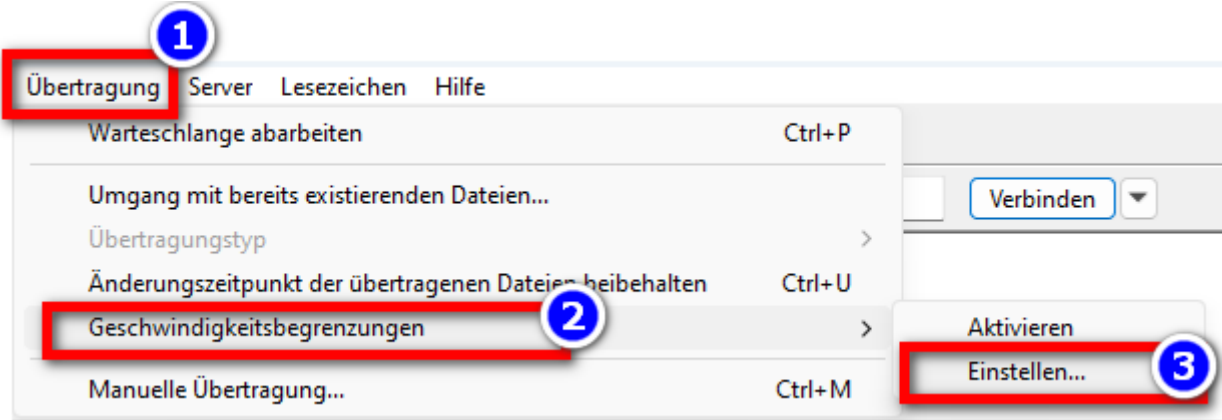 1
Übertragung Server Lesezeichen Hilfe
Warteschlange abarbeiten Ctrl+P
Umgang mit bereits existierenden Dateien...
Verbinden
Übertragungstyp
Änderungszeitpunkt der übertragenen Dateien beibehalten Ctrl+U
Geschwindigkeitsbegrenzungen 2 Aktivieren
Einstellen... 3
Manuelle Übertragung... Ctrl+M